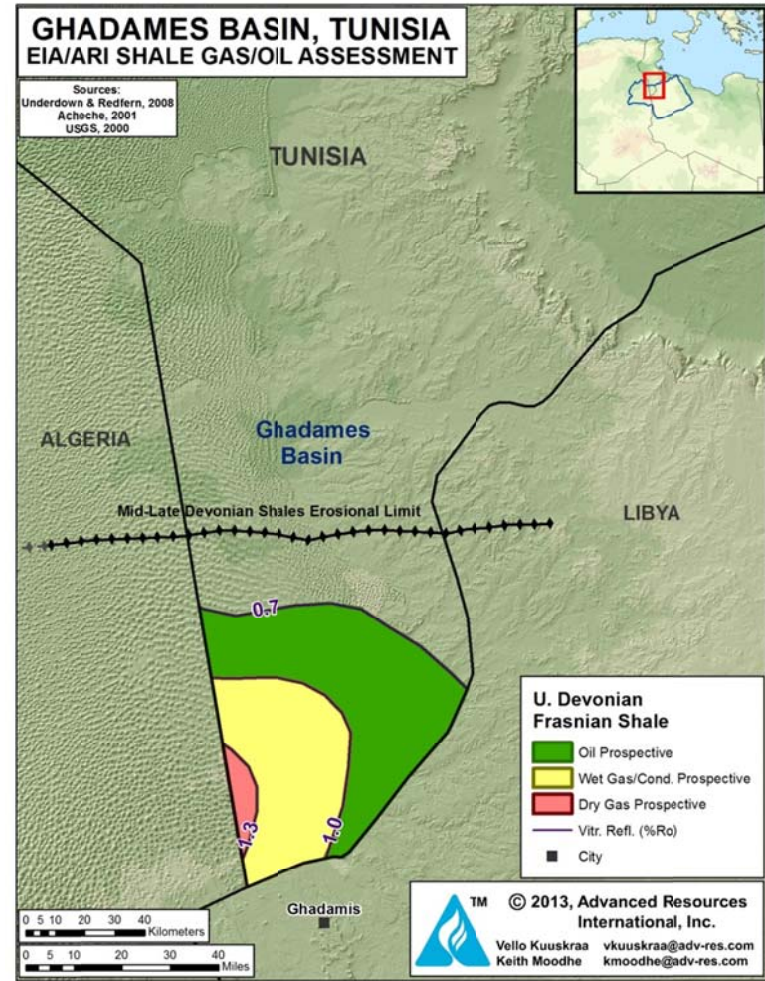 GHADAMES BASIN, TUNISIA
EIA/ARI SHALE GAS/OIL ASSESSMENT
Sources:
Underdown & Redfern, 2008
Acheche, 2001
USGS, 2000
TUNISIA
ALGERIA
Ghadames
Basin
LIBYA
Mid-Late Devonian Shales Erosional Limit
0.7
1.3
1.0
Ghadamis
U. Devonian
Frasnian Shale
Oil Prospective
Wet Gas/Cond. Prospective
Dry Gas Prospective
Vitr. Refl. (%Ro)
City
0 5 10 20 30 40
Kilometers
0 5 10 20 30 40
Miles
TM
© 2013, Advanced Resources
International, Inc.
Vello Kuuskraa vkuuskraa@adv-res.com
Keith Moodhe kmoodhe@adv-res.com